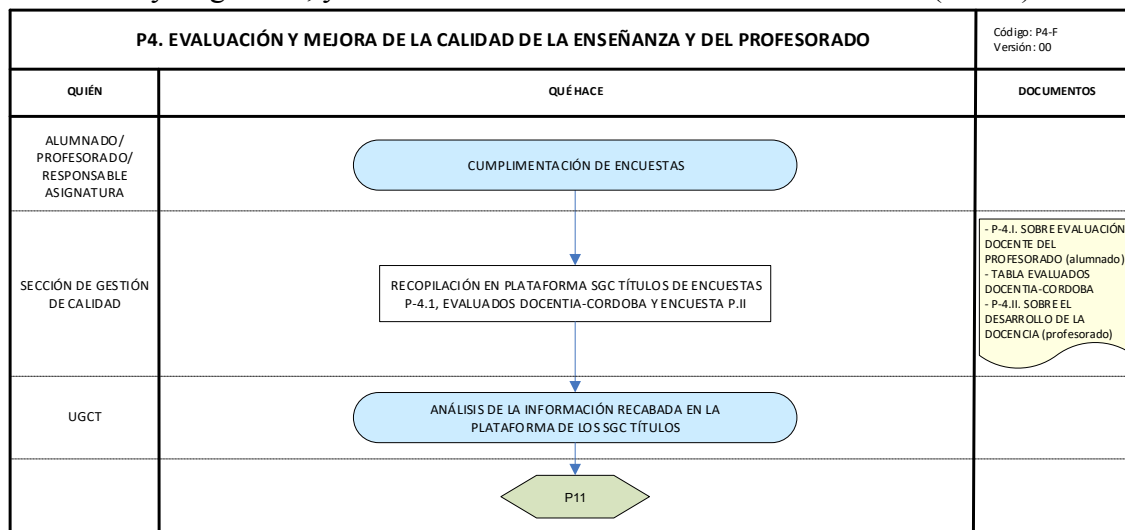 P4. EVALUACIÓN Y MEJORA DE LA CALIDAD DE LA ENSEÑANZA Y DEL PROFESORADO
Código: P4-F
Versión: 00
QUIÉN
QUÉ HACE
DOCUMENTOS
ALUMNADO/
PROFESORADO/
RESPONSABLE
ASIGNATURA
CUMPLIMENTACIÓN DE ENCUESTAS
SECCIÓN DE GESTIÓN
DE CALIDAD
RECOPILACIÓN EN PLATAFORMA SGC TÍTULOS DE ENCUESTAS
P-4.1, EVALUADOS DOCENTIA-CORDOBA Y ENCUESTA P.II
- P-4.I. SOBRE EVALUACIÓN
DOCENTE DEL
PROFESORADO (alumnado)
- TABLA EVALUADOS
DOCENTIA-CORDOBA
- P-4.II. SOBRE EL
DESARROLLO DE LA
DOCENCIA (profesorado)
UGCT
ANÁLISIS DE LA INFORMACIÓN RECABADA EN LA
PLATAFORMA DE LOS SGC TÍTULOS
P11